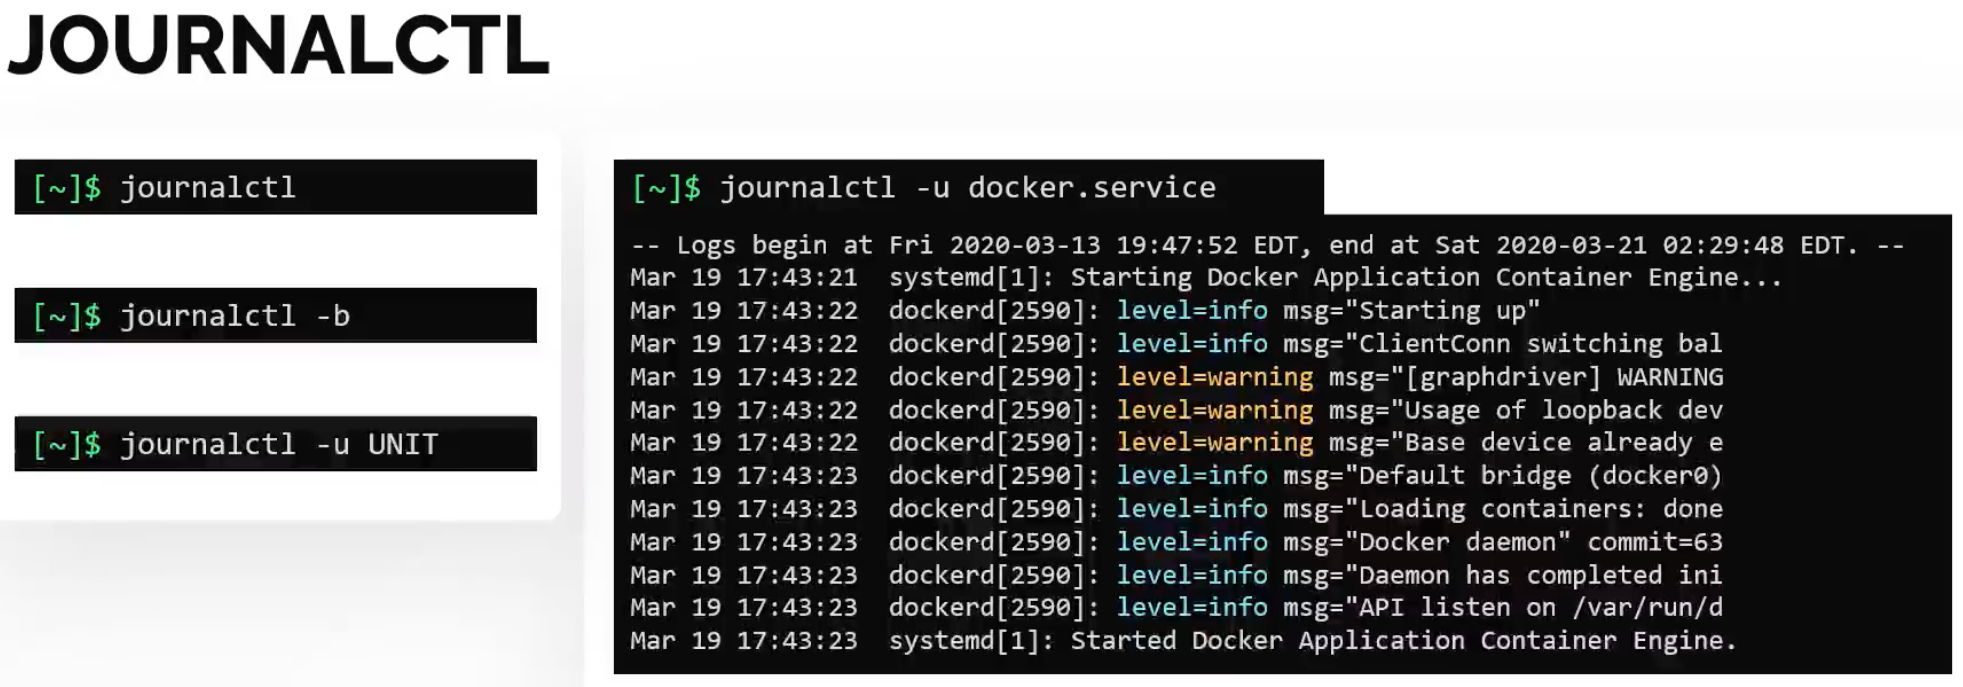 JOURNALCTL
[~]$ journalctl
[~]$ journalctl -b
[~]$ journalctl -u UNIT
[~]$ journalctl -u docker.service
-- Logs begin at Fri 2020-03-13 19:47:52 EDT, end at Sat 2020-03-21 02:29:48 EDT. --
Mar 19 17:43:21  systemd[1]: Starting Docker Application Container Engine...
Mar 19 17:43:22  dockerd[2590]: level=info msg="Starting up"
Mar 19 17:43:22  dockerd[2590]: level=info msg="ClientConn switching bal
Mar 19 17:43:22  dockerd[2590]: level=warning msg="[graphdriver] WARNING
Mar 19 17:43:22  dockerd[2590]: level=warning msg="Usage of loopback dev
Mar 19 17:43:22  dockerd[2590]: level=warning msg="Base device already e
Mar 19 17:43:23  dockerd[2590]: level=info msg="Default bridge (docker0)
Mar 19 17:43:23  dockerd[2590]: level=info msg="Loading containers: done
Mar 19 17:43:23  dockerd[2590]: level=info msg="Docker daemon" commit=63
Mar 19 17:43:23  dockerd[2590]: level=info msg="Daemon has completed ini
Mar 19 17:43:23  dockerd[2590]: level=info msg="API listen on /var/run/d
Mar 19 17:43:23  systemd[1]: Started Docker Application Container Engine.